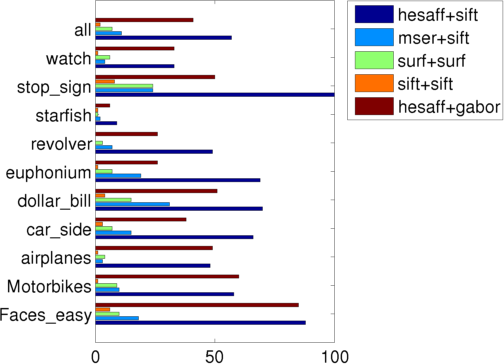 all
watch
stop_sign
starfish
revolver
euphonium
dollar_bill
car_side
airplanes
Motorbikes
Faces_easy
0 50 100
hesaff+sift
mser+sift
surf+surf
sift+sift
hesaff+gabor